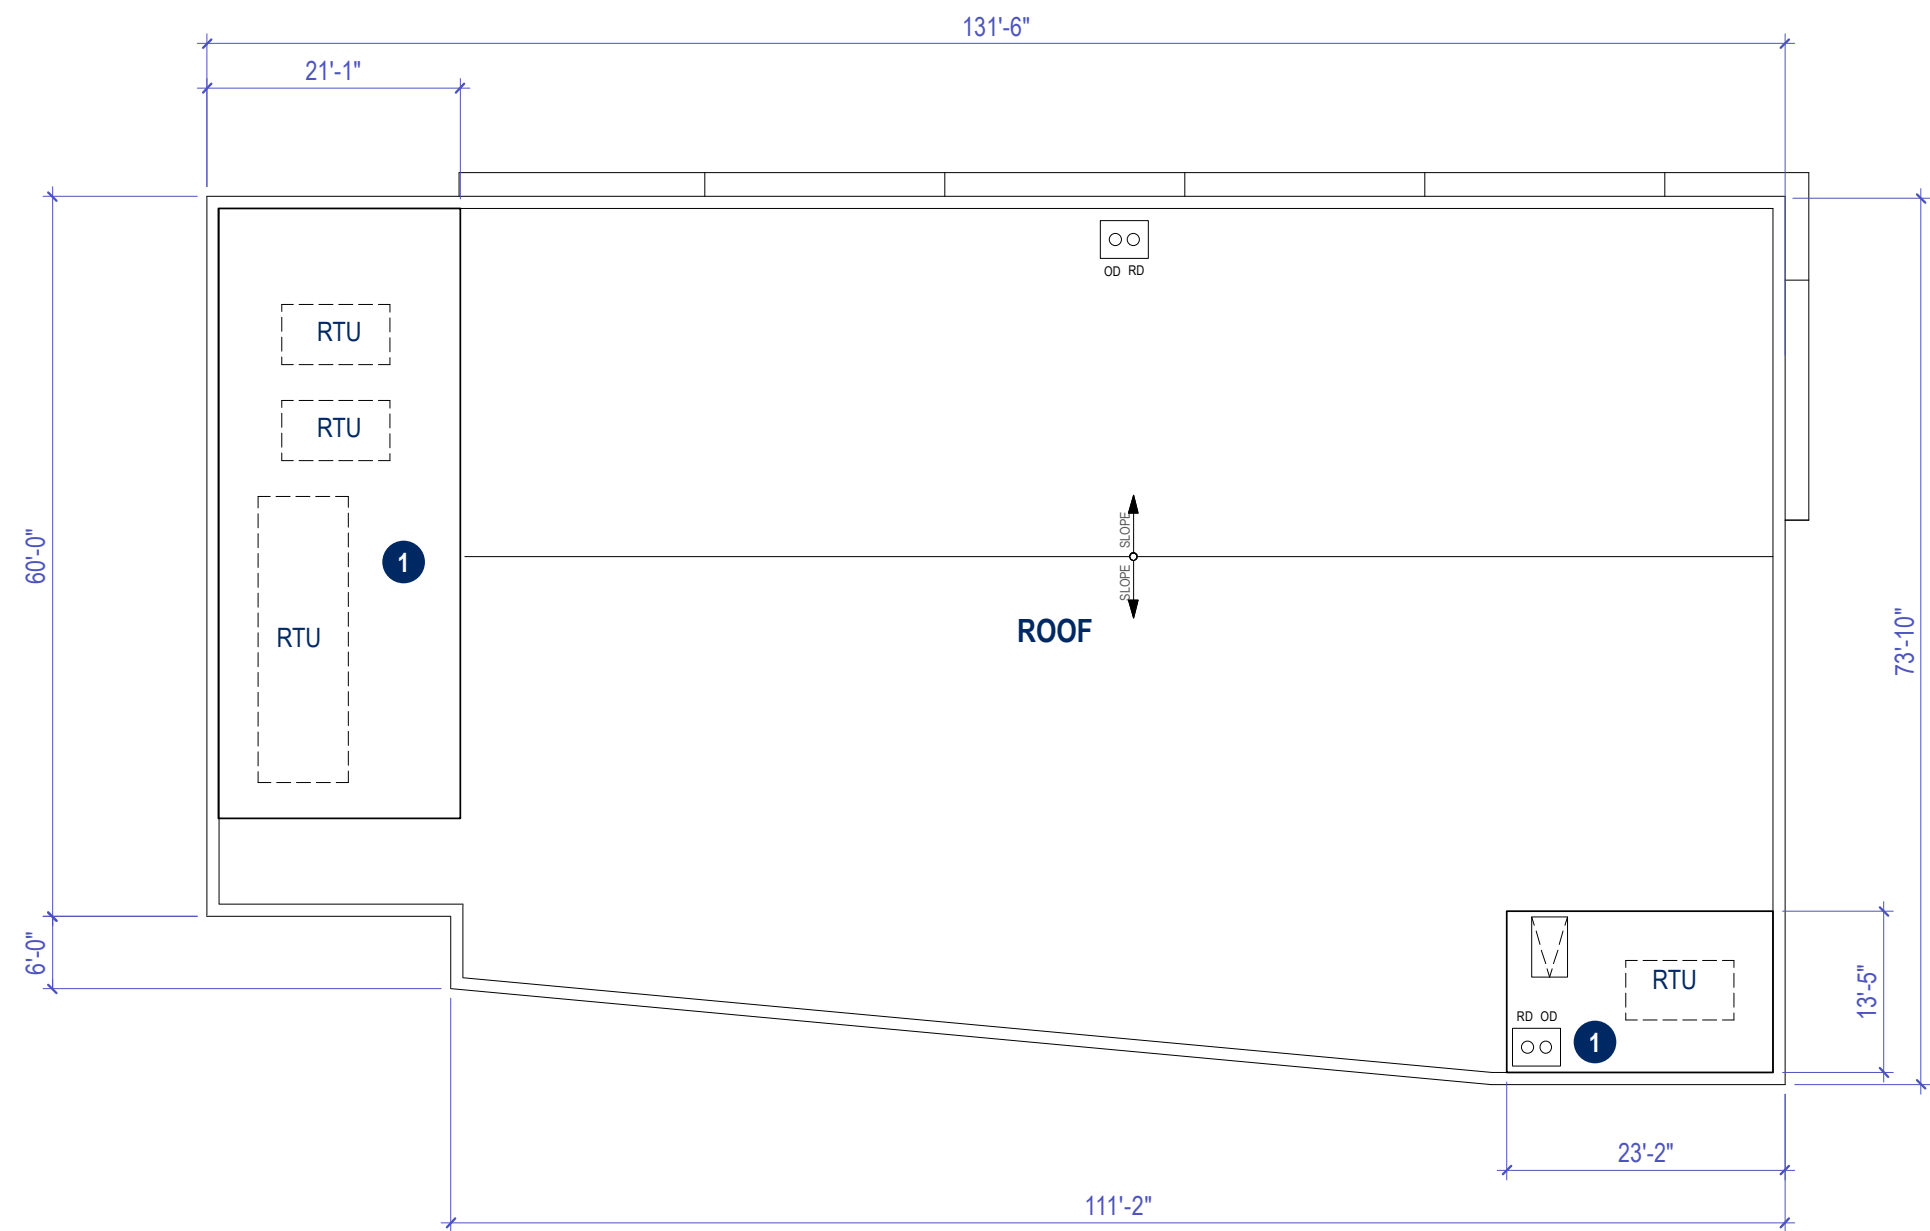 131'-6"
21'-1"
OD RD
RTU
RTU
SLOPE
60'-0"
1
SLOPE
ROOF
RTU
73'-10"
6'-0"
RTU
13'-5"
RD OD
1
23'-2"
111'-2"